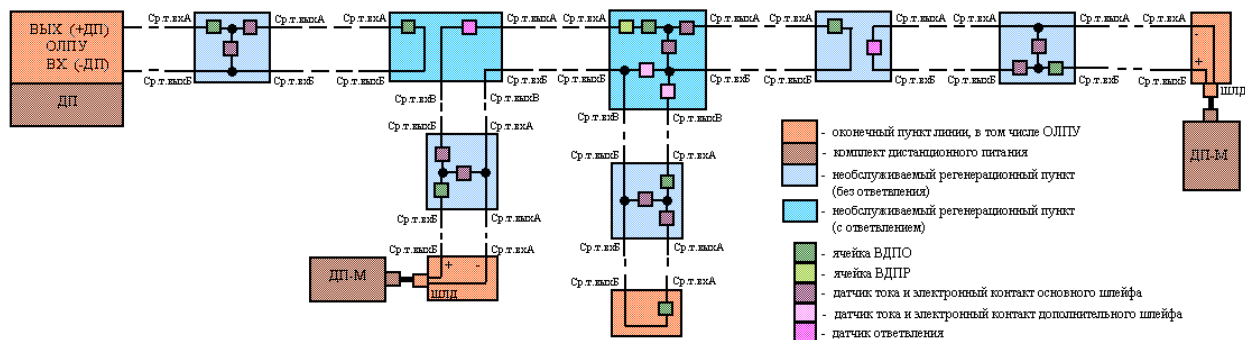 Ср.т.вхА
Ср.т.выхА
Ср.т.вхА
Ср.т.выхА
Ср.т.вхА
Ср.т.выхА
Ср.т.вхА
Ср.т.выхА
Ср.т.вхА
Ср.т.выхА
Ср.т.вхА
ВЫХ (+ДП)
ОЛПУ
ВХ (-ДП)
ДП
-
+
Ср.т.выхБ
Ср.т.вхБ
Ср.т.выхБ
Ср.т.вхБ
Ср.т.выхБ
Ср.т.вхБ
Ср.т.выхБ
Ср.т.вхБ
Ср.т.выхБ
Ср.т.вхБ
Ср.т.выхБ
ШЛД
ДП-М
Ср.т.вхВ
Ср.т.выхВ
Ср.т.вхВ
Ср.т.выхВ
Ср.т.выхБ
Ср.т.вхА
Ср.т.выхБ
Ср.т.вхА
Ср.т.вхБ
Ср.т.выхА
Ср.т.вхБ
Ср.т.выхА
Ср.т.выхБ
Ср.т.вхА
Ср.т.выхБ
Ср.т.вхА
ДП-М
+ -
ШЛД
- оконечный пункт линии, в том числе ОЛПУ
- комплект дистанционного питания
- необслуживаемый регенерационный пункт
(без ответвления)
- необслуживаемый регенерационный пункт
(с ответвлением)
- ячейка ВДПО
- ячейка ВДПР
- датчик тока и электронный контакт основного шлейфа
- датчик тока и электронный контакт дополнительного шлейфа
- датчик ответвления